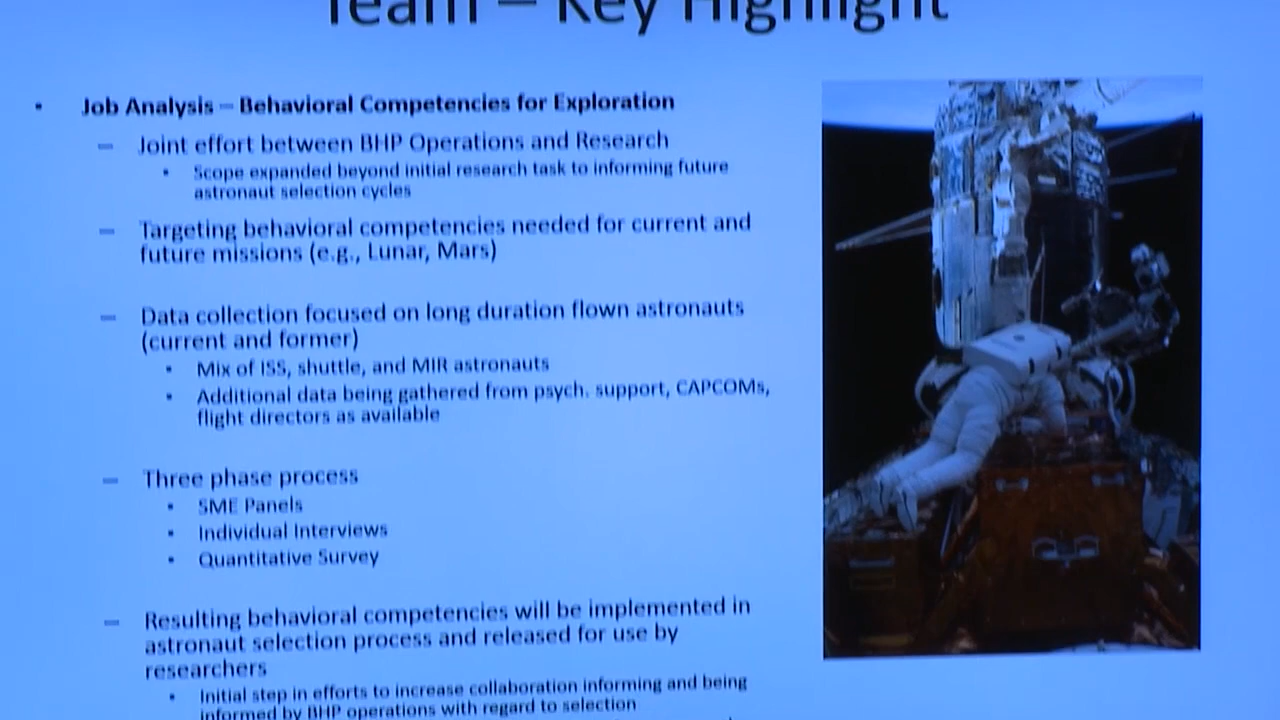 Team – Key Highlight
• Job Analysis – Behavioral Competencies for Exploration
– Joint effort between BHP Operations and Research
• Scope expanded beyond initial research task to informing future
astronaut selection cycles
– Targeting behavioral competencies needed for current and
future missions (e.g., Lunar, Mars)
– Data collection focused on long duration flown astronauts
(current and former)
• Mix of ISS, shuttle, and MIR astronauts
• Additional data being gathered from psych. support, CAPCOMs,
flight directors as available
– Three phase process
• SME Panels
• Individual Interviews
• Quantitative Survey
– Resulting behavioral competencies will be implemented in
astronaut selection process and released for use by
researchers
• Initial step in efforts to increase collaboration informing and being
informed by BHP operations with regard to selection